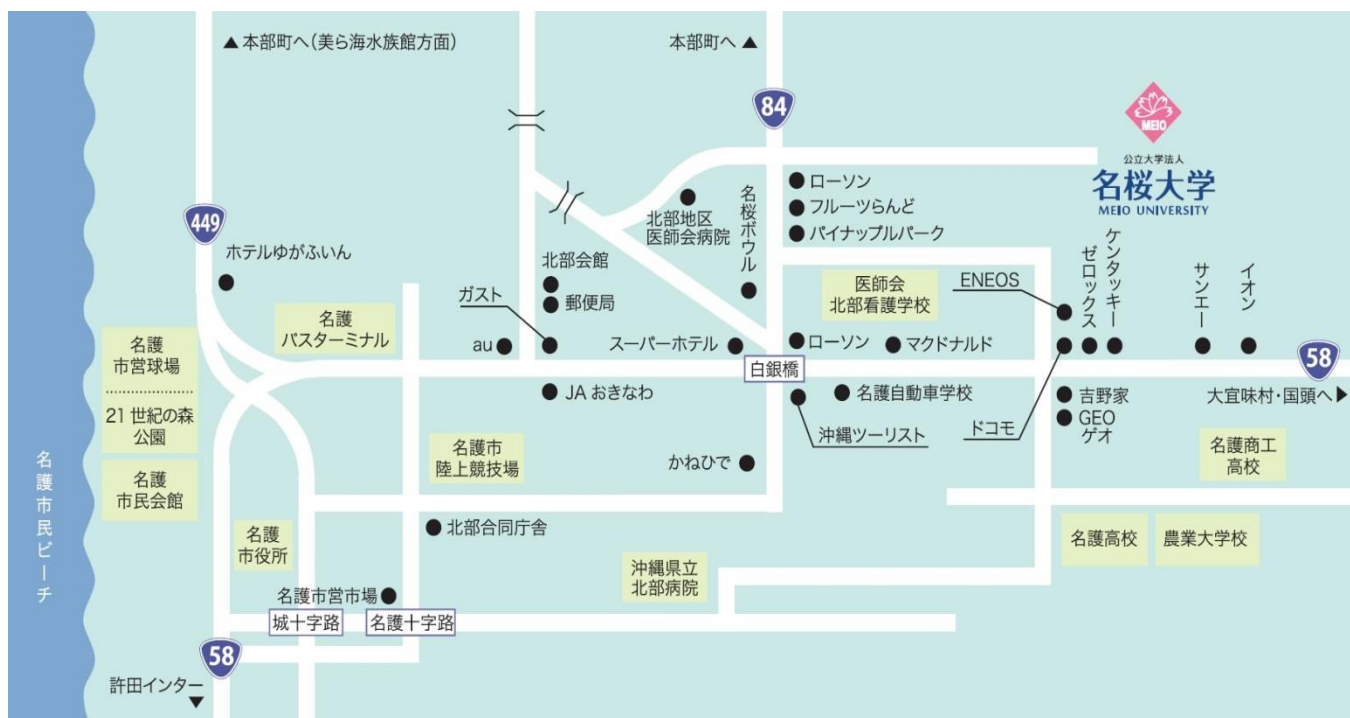 ▲本部町へ(美ら海水族館方面)
本部町へ▲
84
MEIO
公立大学法人
名桜大学
MEIO UNIVERSITY
449
ホテルゆがふいん
北部会館
郵便局
ガスト
au
JAおきなわ
北部地区
医師会病院
名桜ボウル
ローソン
フルーツらんど
パイナップルパーク
医師会
北部看護学校
ENEOS
ゼロックス
ケンタッキー
サンエー
イオン
名護
市営球場
21世紀の森
公園
名護
市民会館
名護
バスターミナル
スーパーホテル
白銀橋
ローソン
マクドナルド
58
大宜味村・国頭へ▶
名護自動車学校
沖縄ツーリスト
ドコモ
吉野家
GEO
ゲオ
名護商工
高校
名護市
陸上競技場
かねひで
名護市民ビーチ
名護
市役所
北部合同庁舎
沖縄県立
北部病院
名護高校
農業大学校
名護市営市場
城十字路
名護十字路
58
許田インター
▼